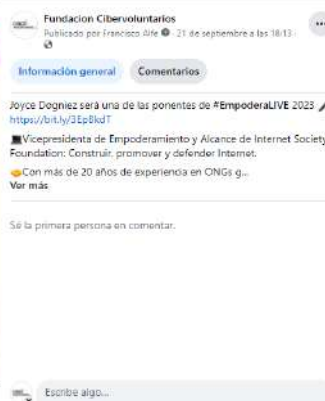 Fundacion Cibervoluntarios
Publicado por Francisco Alfe · 21 de septiembre a las 18:13 ·
Información general
Comentarios
Joyce Dogniez será una de las ponentes de #EmpoderaLIVE 2023
https://bit.ly/3EpBkdT
Vicepresidenta de Empoderamiento y Alcance de Internet Society
Foundation: Construir, promover y defender Internet.
Con más de 20 años de experiencia en ONGs g...
Ver más
Sé la primera persona en comentar.
Escribe algo...